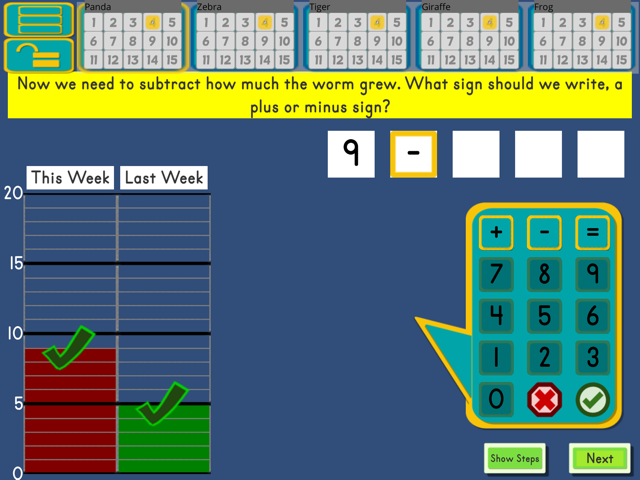 Panda Zebra Tiger Giraffe Frog
1 2 3 4 5 1 2 3 4 5 1 2 3 4 5 1 2 3 4 5 1 2 3 4 5
6 7 8 9 10 6 7 8 9 10 6 7 8 9 10 6 7 8 9 10 6 7 8 9 10
11 12 13 14 15 11 12 13 14 15 11 12 13 14 15 11 12 13 14 15 11 12 13 14 15
Now we need to subtract how much the worm grew. What sign should we write, a
plus or minus sign?
9 -
This Week Last Week
20
15
10
5
0
+ - =
7 8 9
4 5 6
1 2 3
0
Show Steps Next